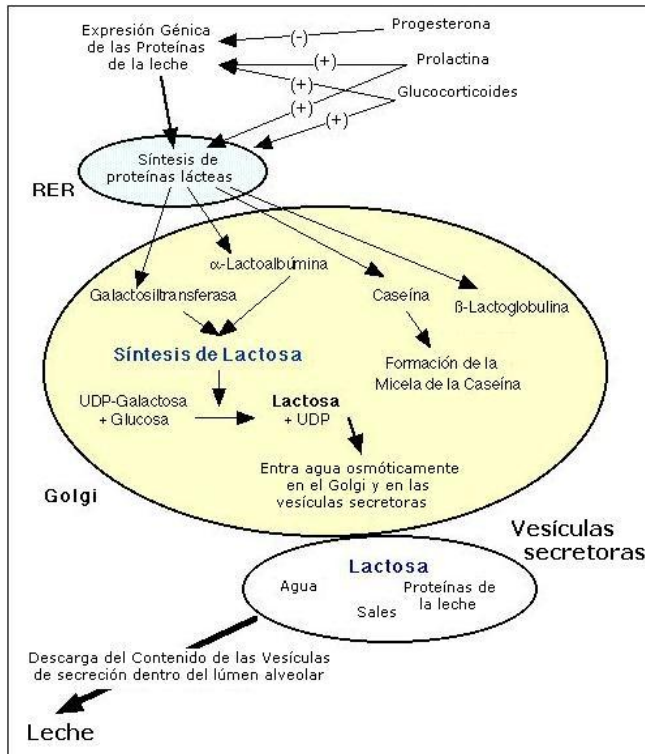 Expresión Génica
de las Proteínas
de la leche
(-)
Progesterona
(+)
Prolactina
(+)
Glucocorticoides
(+)
(+)
Síntesis de
proteínas lácteas
RER
α-Lactoalbúmina
Galactosiltransferasa
Caseína
ß-Lactoglobulina
Síntesis de Lactosa
Formación de la
Micela de la Caseína
UDP-Galactosa
+ Glucosa
Lactosa
+ UDP
Entra agua osmóticamente
en el Golgi y en las
vesículas secretoras
Golgi
Vesículas
secretoras
Lactosa
Agua
Proteínas de
la leche
Sales
Descarga del Contenido de las Vesículas
de secreción dentro del lúmen alveolar
Leche